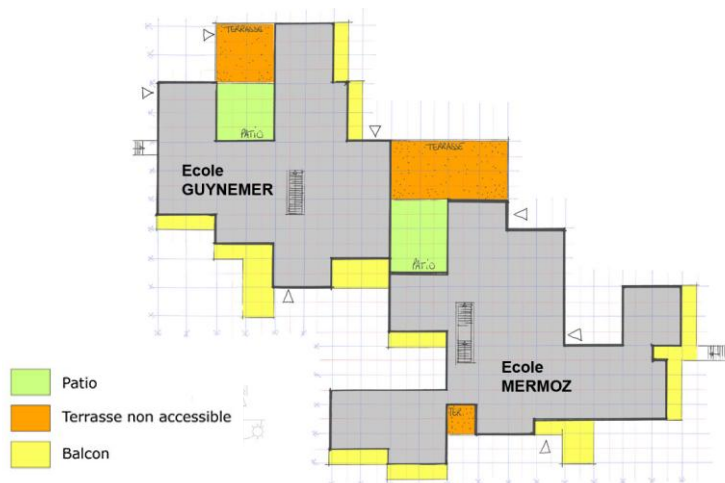 TERRASSE
PATIO
Ecole
GUYNEMER
TERRASSE
PATIO
Ecole
MERMOZ
TER.
Patio
Terrasse non accessible
Balcon